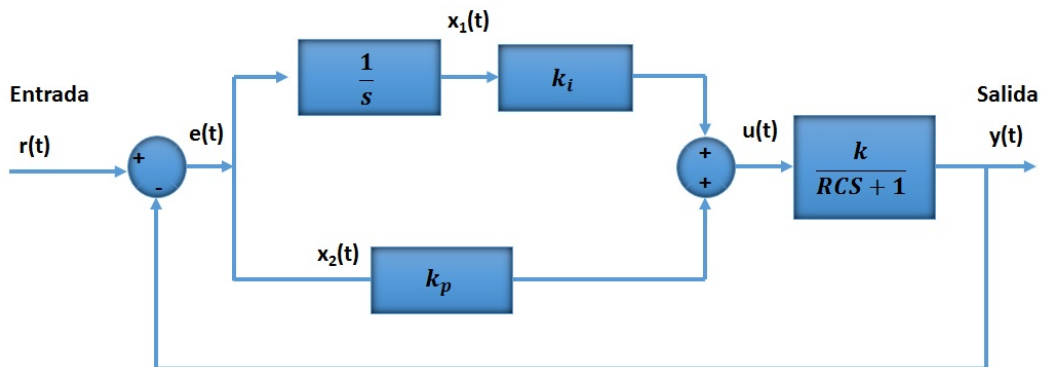 x₁(t)
1
s
kᵢ
Entrada
r(t)
+
-
e(t)
+
+
u(t)
k
RCS + 1
Salida
y(t)
x₂(t)
kₚ